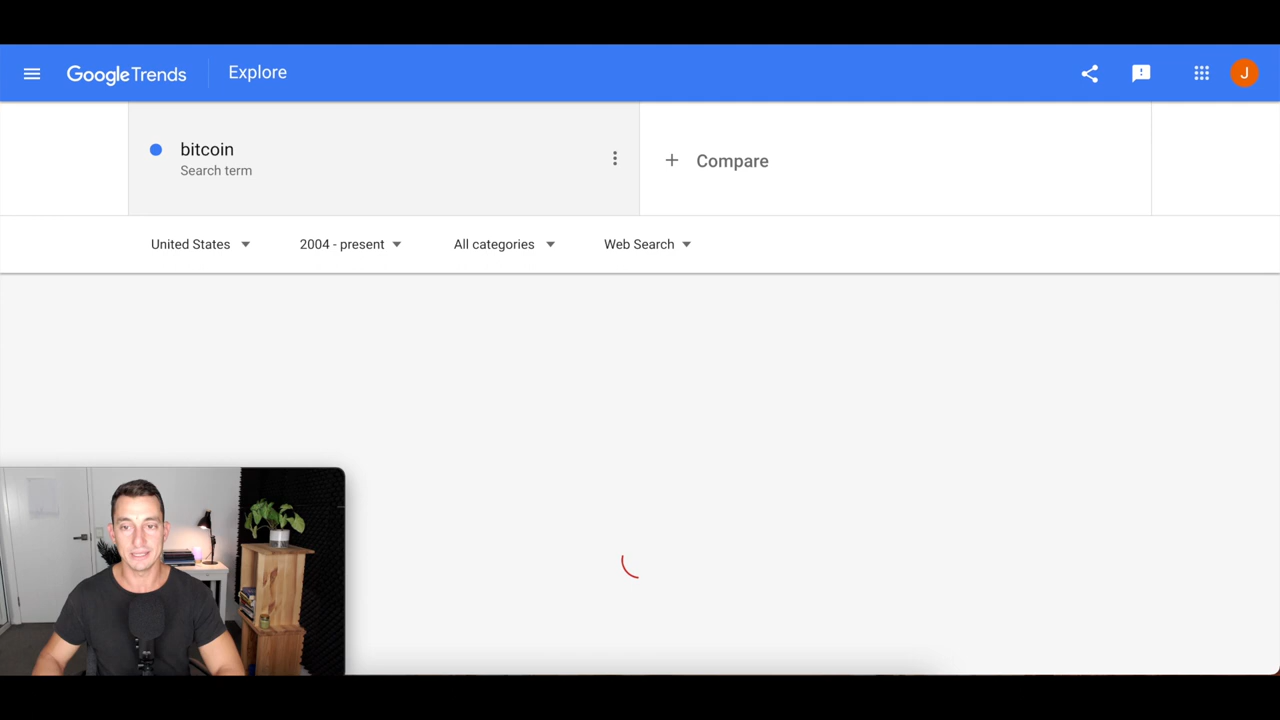 Google Trends Explore J
bitcoin
Search term
+ Compare
United States 2004 - present All categories Web Search